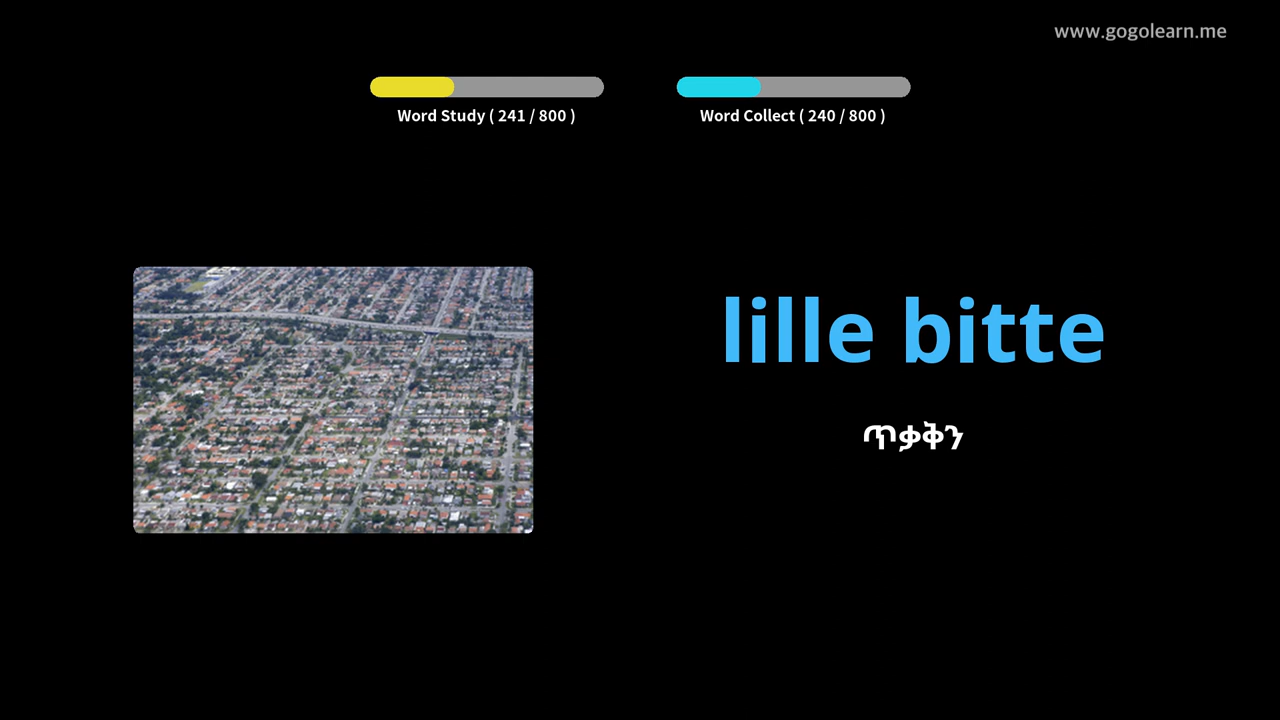 www.gogolearn.me
Word Study ( 241 / 800 )
Word Collect ( 240 / 800 )
lille bitte
ጥቃቅን